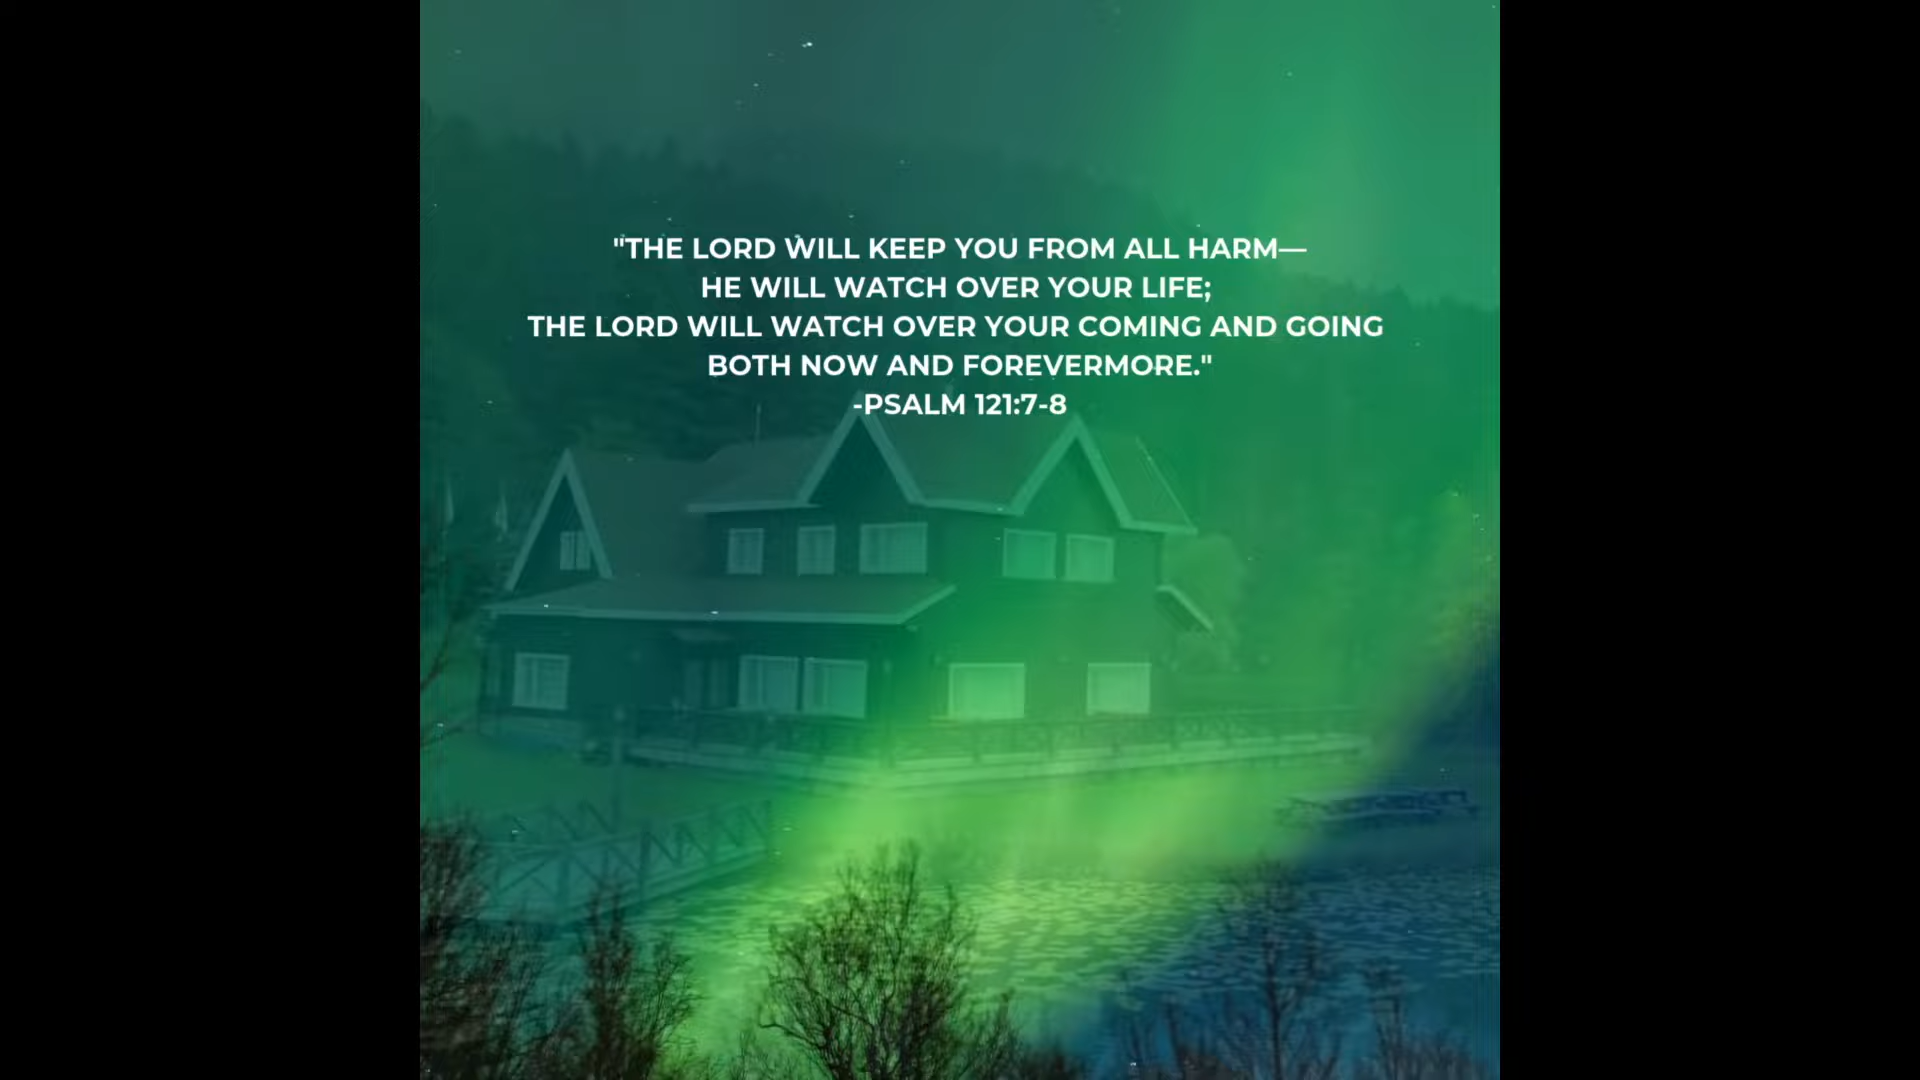 "THE LORD WILL KEEP YOU FROM ALL HARM—
HE WILL WATCH OVER YOUR LIFE;
THE LORD WILL WATCH OVER YOUR COMING AND GOING
BOTH NOW AND FOREVERMORE."
-PSALM 121:7-8